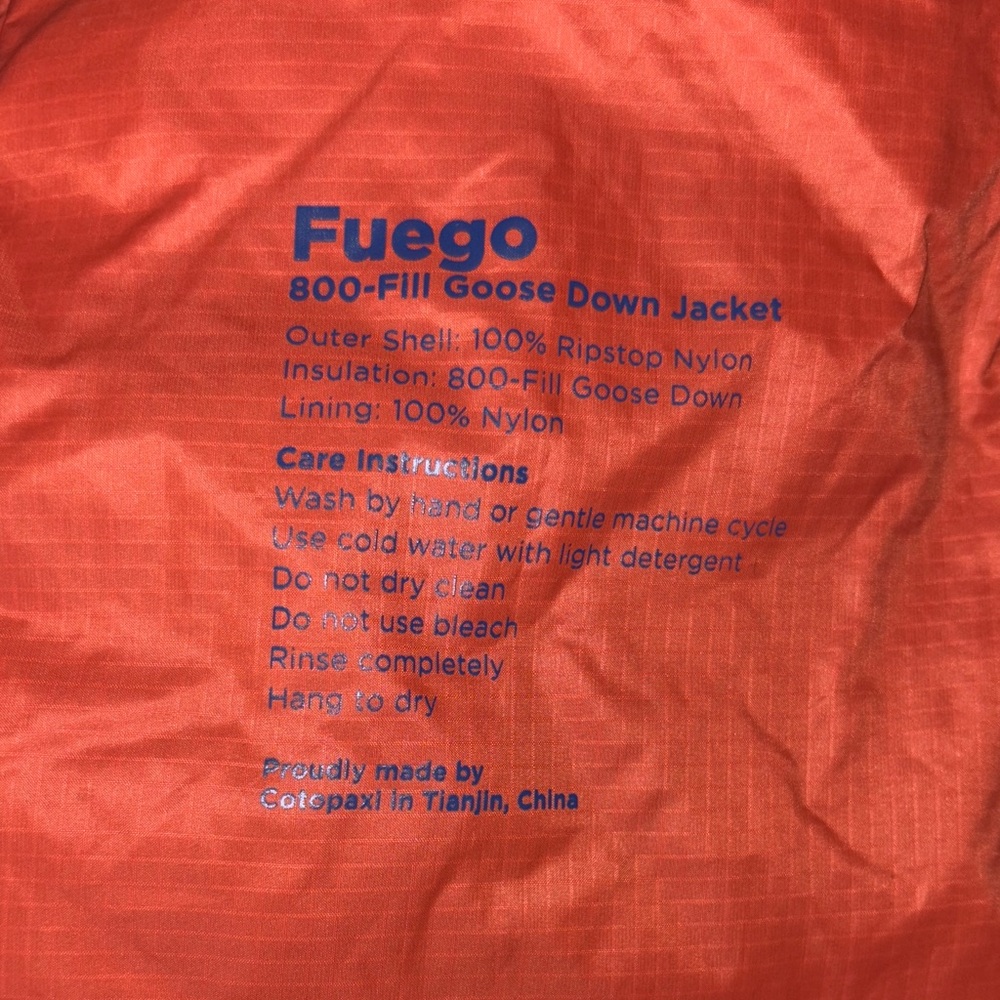 Fuego
800-Fill Goose Down Jacket
Outer Shell: 100% Ripstop Nylon
Insulation: 800-Fill Goose Down
Lining: 100% Nylon
Care Instructions
Wash by hand or gentle machine cycle
Use cold water with light detergent
Do not dry clean
Do not use bleach
Rinse completely
Hang to dry
Proudly made by
Cotopaxi in Tianjin, China